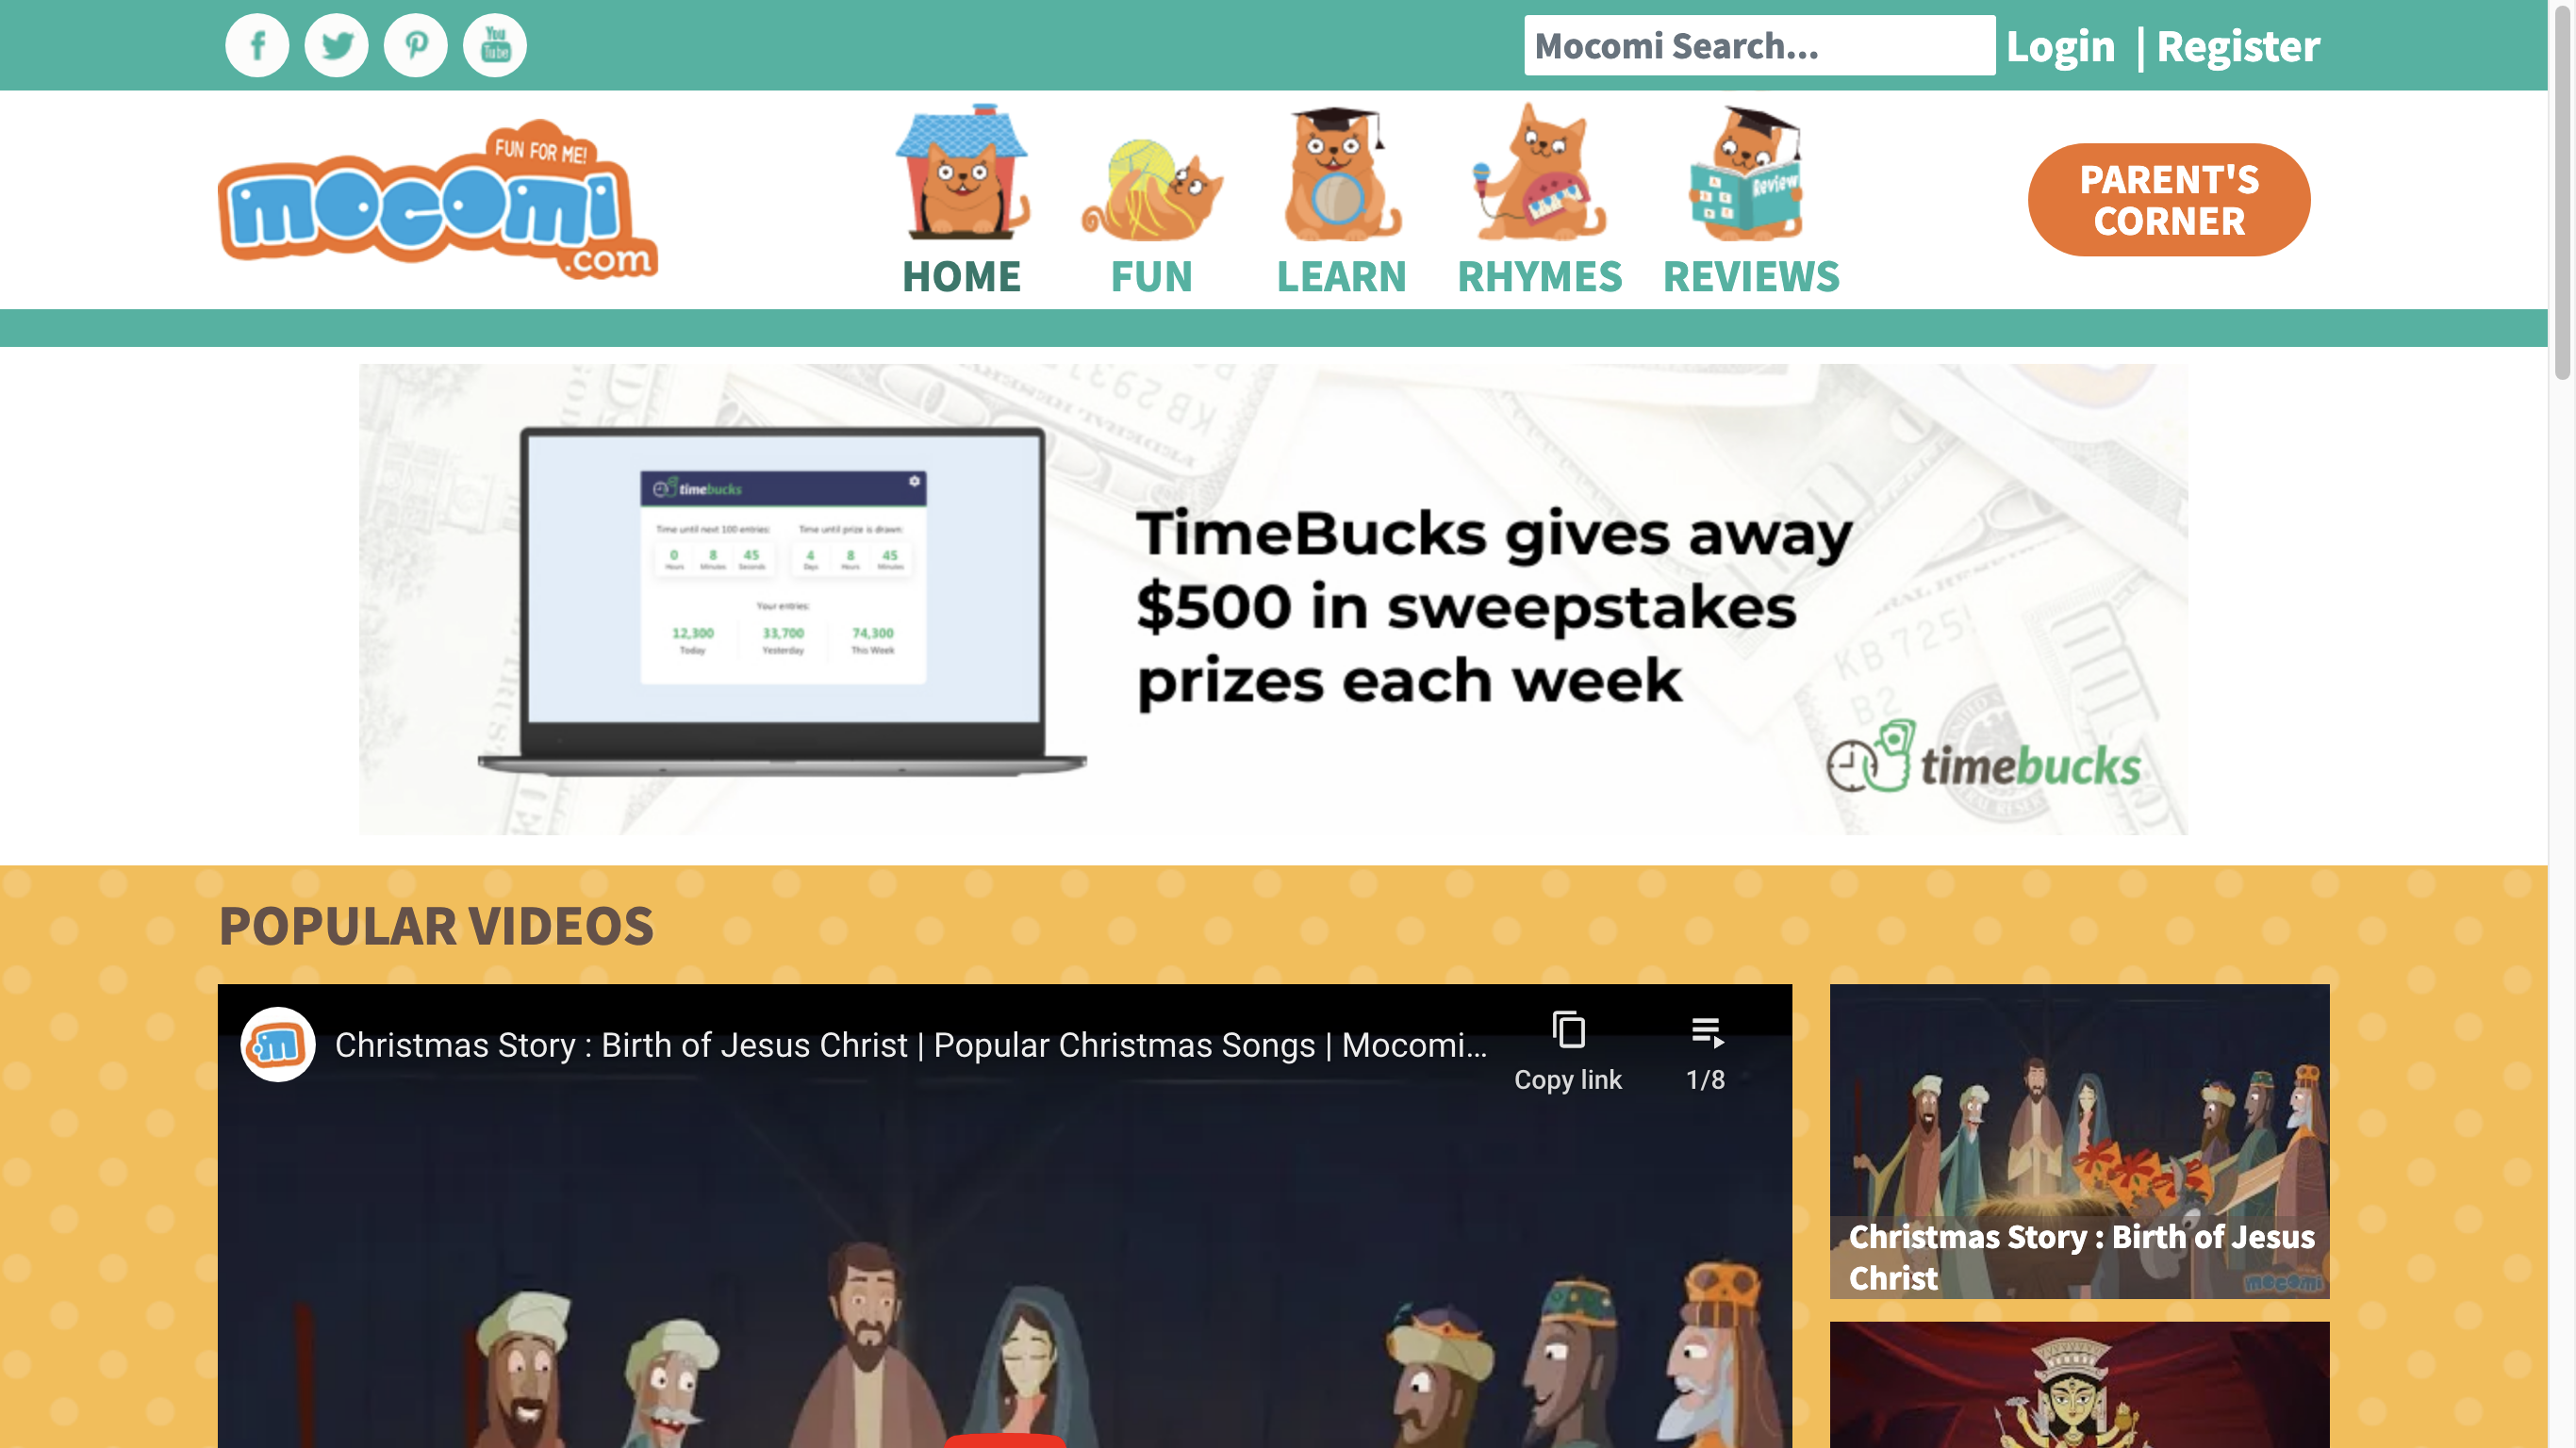 You
Tube
Mocomi Search...
Login | Register
FUN FOR ME!
mocomi
.com
Review
HOME
FUN
LEARN
RHYMES
REVIEWS
PARENT'S
CORNER
timebucks
Time until next 100 entries:
Time until prize is drawn:
0 8 45
Hours Minutes Seconds
4 8 45
Days Hours Minutes
Your entries:
12,300 33,700 74,300
Today Yesterday This Week
TimeBucks gives away
$500 in sweepstakes
prizes each week
KB 725
B2
timebucks
POPULAR VIDEOS
Christmas Story : Birth of Jesus Christ | Popular Christmas Songs | Mocomi...
Copy link
1/8
Christmas Story : Birth of Jesus
Christ
mocomi